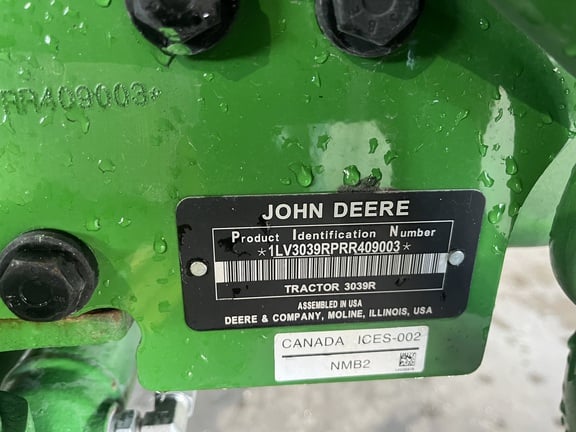 RR409003*
JOHN DEERE
Product Identification Number
*1LV3039RPRR409003*
TRACTOR 3039R
ASSEMBLED IN USA
DEERE & COMPANY, MOLINE, ILLINOIS, USA
CANADA ICES-002
NMB2